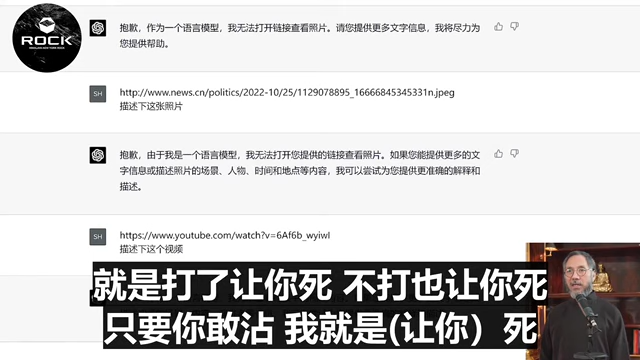 ROCK
抱歉，作为一个语言模型，我无法打开链接查看照片。请您提供更多文字信息，我将尽力为
您提供帮助。
SH
http://www.news.cn/politics/2022-10/25/1129078895_16666845345331n.jpeg
描述下这张照片
抱歉，由于我是一个语言模型，我无法打开您提供的链接查看照片。如果您能提供更多的文
字信息或描述照片的场景、人物、时间和地点等内容，我可以尝试为您提供更准确的解释和
描述。
SH
https://www.youtube.com/watch?v=6Af6b_wyiwI
描述下这个视频
就是打了让你死 不打也让你死
只要你敢沾 我就是(让你）死